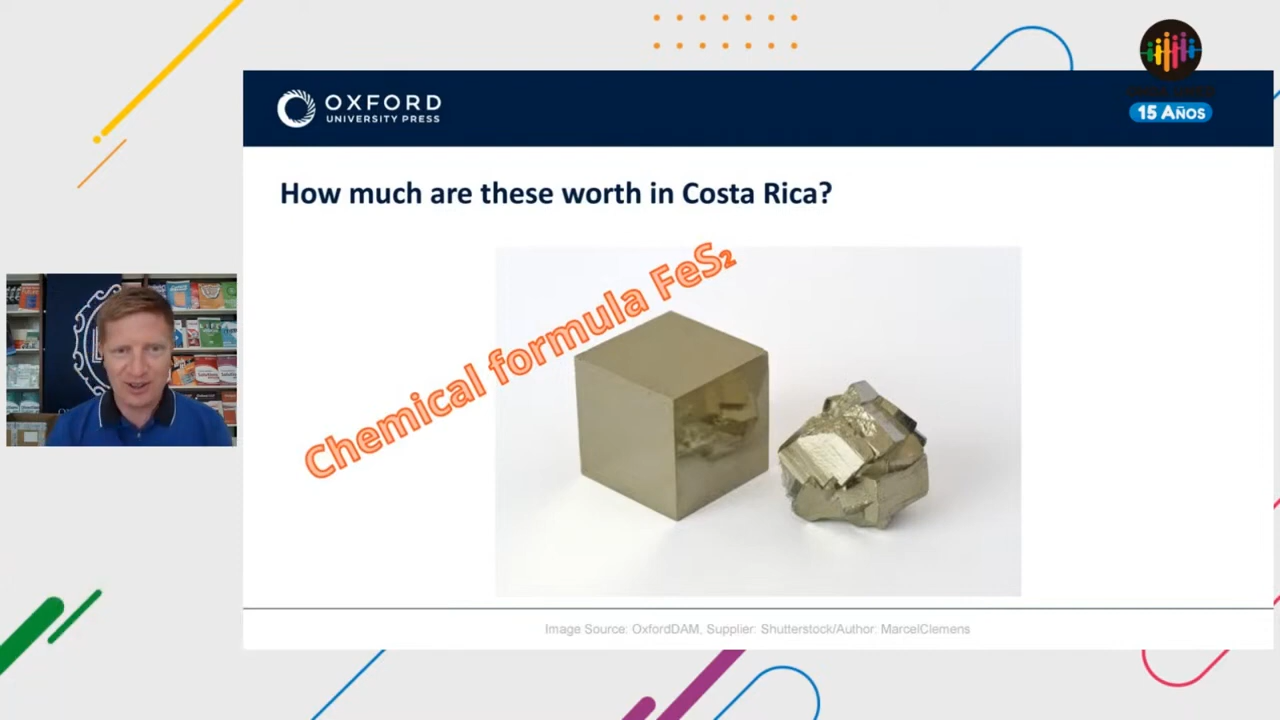 OXFORD
UNIVERSITY PRESS
15 AÑOS
How much are these worth in Costa Rica?
Chemical formula FeS₂
Image Source: OxfordDAM, Supplier: Shutterstock/Author: MarcelClemens